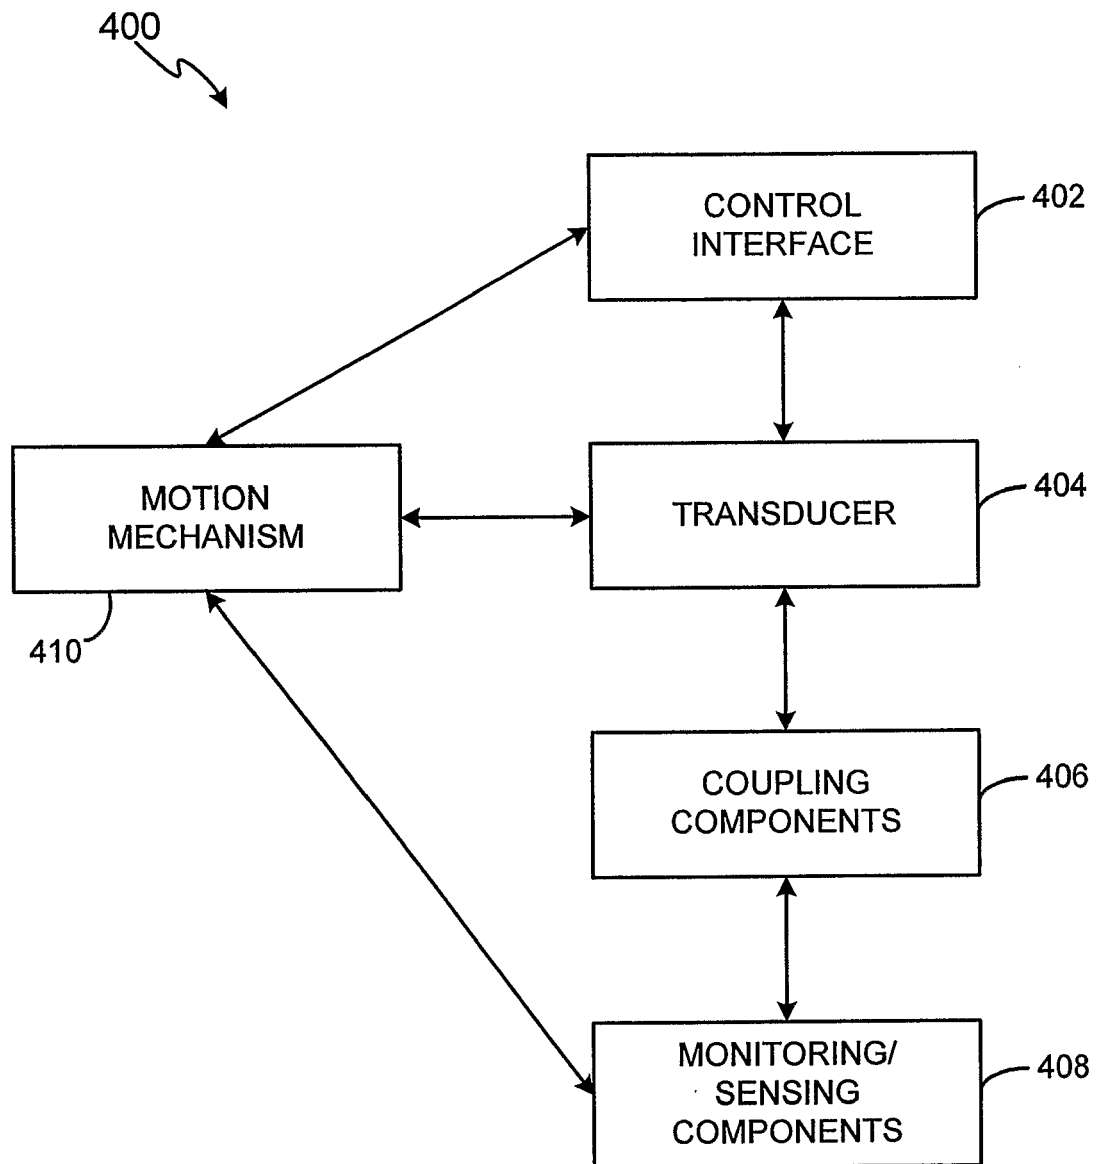 400
CONTROL
INTERFACE
402
MOTION
MECHANISM
410
TRANSDUCER
404
COUPLING
COMPONENTS
406
MONITORING/
SENSING
COMPONENTS
408